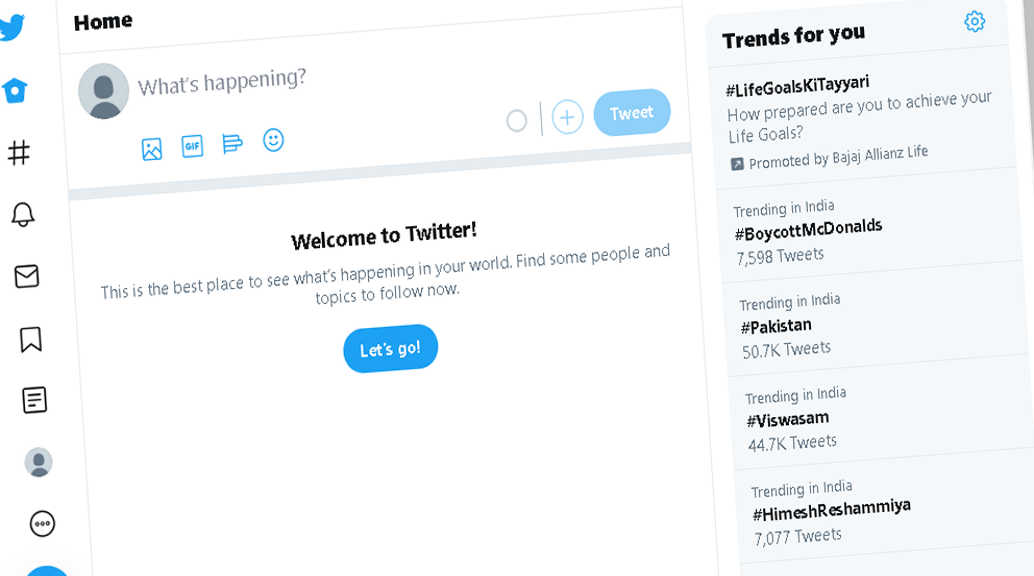 Home
What's happening?
GIF
Tweet
Welcome to Twitter!
This is the best place to see what's happening in your world. Find some people and
topics to follow now.
Let's go!
Trends for you
#LifeGoalsKiTayyari
How prepared are you to achieve your
Life Goals?
Promoted by Bajaj Allianz Life
Trending in India
#BoycottMcDonalds
7,598 Tweets
Trending in India
#Pakistan
50.7K Tweets
Trending in India
#Viswasam
44.7K Tweets
Trending in India
#HimeshReshammiya
7,077 Tweets